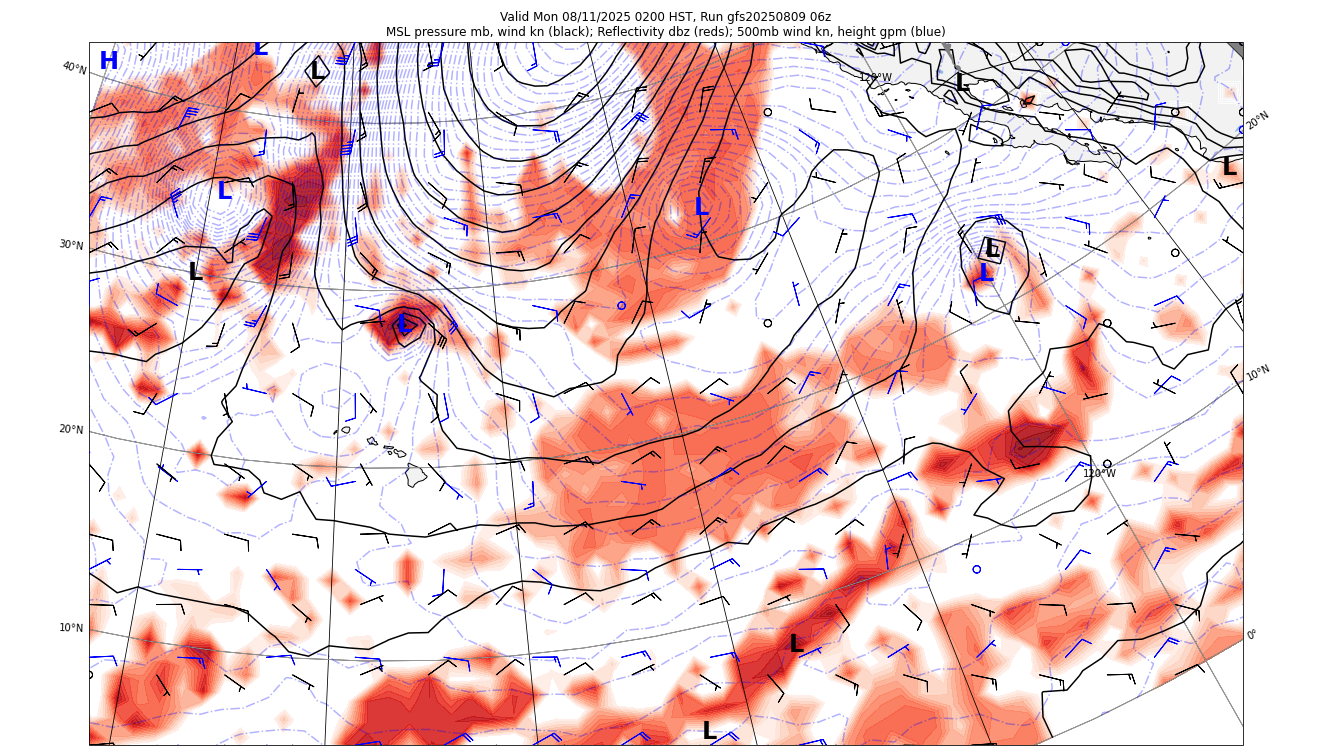 Valid Mon 08/11/2025 0200 HST, Run gfs20250809 06z
MSL pressure mb, wind kn (black); Reflectivity dbz (reds); 500mb wind kn, height gpm (blue)
H
L
L
40°N
120°W
L
20°N
L
L
L
30°N
L
L
L
L
10°N
20°N
120°W
10°N
0°
L
L